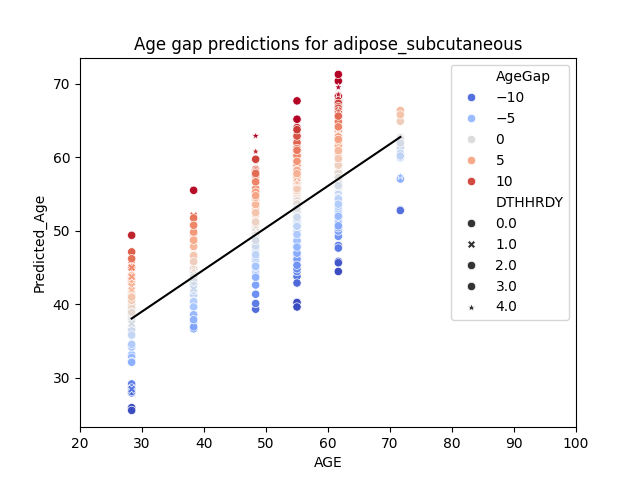 Age gap predictions for adipose_subcutaneous
Predicted_Age
70
60
50
40
30
20 30 40 50 60 70 80 90 100
AGE
AgeGap
−10
−5
0
5
10
DTHHRDY
0.0
1.0
2.0
3.0
4.0